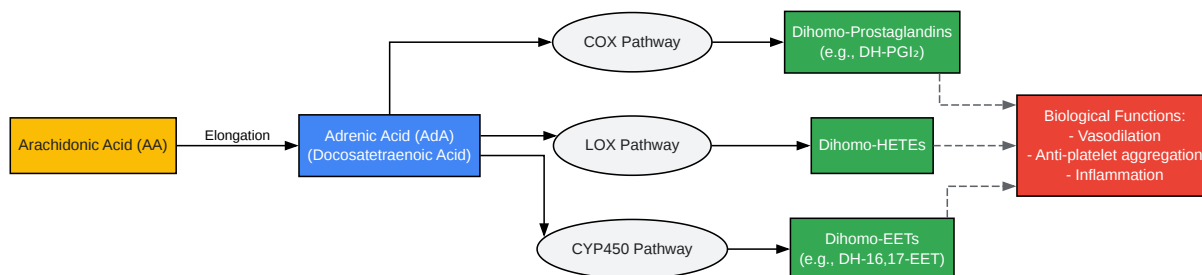 Arachidonic Acid (AA)
Elongation
Adrenic Acid (AdA)
(Docosatetraenoic Acid)
COX Pathway
LOX Pathway
CYP450 Pathway
Dihomo-Prostaglandins
(e.g., DH-PGI₂)
Dihomo-HETEs
Dihomo-EETs
(e.g., DH-16,17-EET)
Biological Functions:
- Vasodilation
- Anti-platelet aggregation
- Inflammation